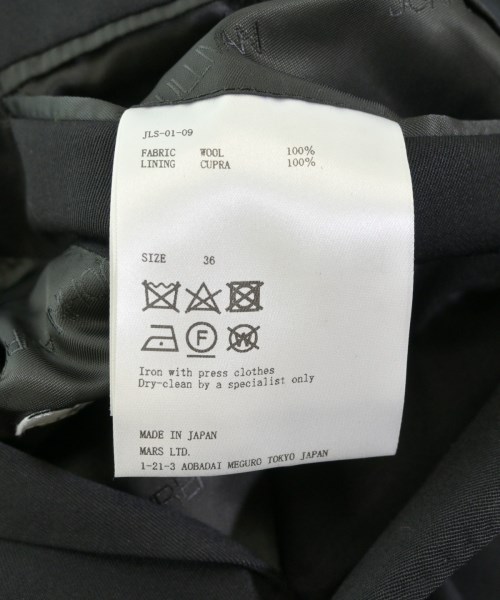 JLS-01-09
FABRIC WOOL 100%
LINING CUPRA 100%
SIZE 36
F W
Iron with press clothes
Dry-clean by a specialist only
MADE IN JAPAN
MARS LTD.
1-21-3 AOBADAI MEGURO TOKYO JAPAN